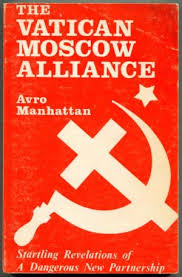 THE
VATICAN
MOSCOW
ALLIANCE
Avro
Manhattan
Startling Revelations of
A Dangerous New Partnership